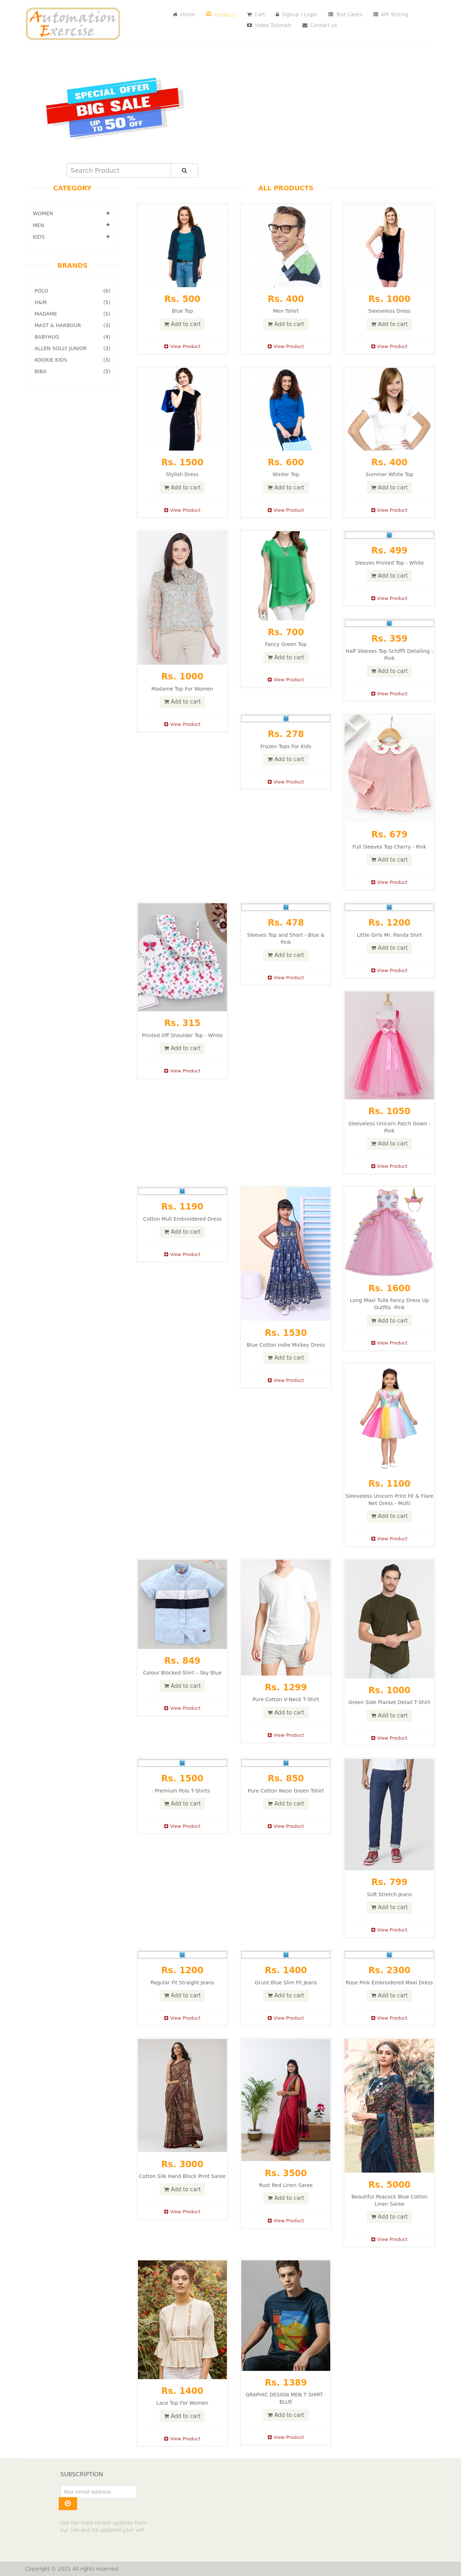 Automation
Exercise
Home
Products
Cart
Signup / Login
Test Cases
API Testing
Video Tutorials
Contact us
SPECIAL OFFER
BIG SALE
UP TO 50% OFF
Search Product
CATEGORY
WOMEN
MEN
KIDS
BRANDS
POLO (6)
H&M (5)
MADAME (5)
MAST & HARBOUR (3)
BABYHUG (4)
ALLEN SOLLY JUNIOR (3)
KOOKIE KIDS (3)
BIBA (5)
ALL PRODUCTS
Rs. 500
Blue Top
Add to cart
View Product
Rs. 400
Men Tshirt
Add to cart
View Product
Rs. 1000
Sleeveless Dress
Add to cart
View Product
Rs. 1500
Stylish Dress
Add to cart
View Product
Rs. 600
Winter Top
Add to cart
View Product
Rs. 400
Summer White Top
Add to cart
View Product
Rs. 1000
Madame Top For Women
Add to cart
View Product
Rs. 700
Fancy Green Top
Add to cart
View Product
Rs. 499
Sleeves Printed Top - White
Add to cart
View Product
Rs. 359
Half Sleeves Top Schiffli Detailing -
Pink
Add to cart
View Product
Rs. 278
Frozen Tops For Kids
Add to cart
View Product
Rs. 679
Full Sleeves Top Cherry - Pink
Add to cart
View Product
Rs. 315
Printed Off Shoulder Top - White
Add to cart
View Product
Rs. 478
Sleeves Top and Short - Blue &
Pink
Add to cart
View Product
Rs. 1200
Little Girls Mr. Panda Shirt
Add to cart
View Product
Rs. 1050
Sleeveless Unicorn Patch Gown -
Pink
Add to cart
View Product
Rs. 1190
Cotton Mull Embroidered Dress
Add to cart
View Product
Rs. 1530
Blue Cotton Indie Mickey Dress
Add to cart
View Product
Rs. 1600
Long Maxi Tulle Fancy Dress Up
Outfits -Pink
Add to cart
View Product
Rs. 1100
Sleeveless Unicorn Print Fit & Flare
Net Dress - Multi
Add to cart
View Product
Rs. 849
Colour Blocked Shirt – Sky Blue
Add to cart
View Product
Rs. 1299
Pure Cotton V-Neck T-Shirt
Add to cart
View Product
Rs. 1000
Green Side Placket Detail T-Shirt
Add to cart
View Product
Rs. 1500
Premium Polo T-Shirts
Add to cart
View Product
Rs. 850
Pure Cotton Neon Green Tshirt
Add to cart
View Product
Rs. 799
Soft Stretch Jeans
Add to cart
View Product
Rs. 1200
Regular Fit Straight Jeans
Add to cart
View Product
Rs. 1400
Grunt Blue Slim Fit Jeans
Add to cart
View Product
Rs. 2300
Rose Pink Embroidered Maxi Dress
Add to cart
View Product
Rs. 3000
Cotton Silk Hand Block Print Saree
Add to cart
View Product
Rs. 3500
Rust Red Linen Saree
Add to cart
View Product
Rs. 5000
Beautiful Peacock Blue Cotton
Linen Saree
Add to cart
View Product
Rs. 1400
Lace Top For Women
Add to cart
View Product
Rs. 1389
GRAPHIC DESIGN MEN T SHIRT -
BLUE
Add to cart
View Product
SUBSCRIPTION
Your email address
Get the most recent updates from
our site and be updated your self...
Copyright © 2021 All rights reserved